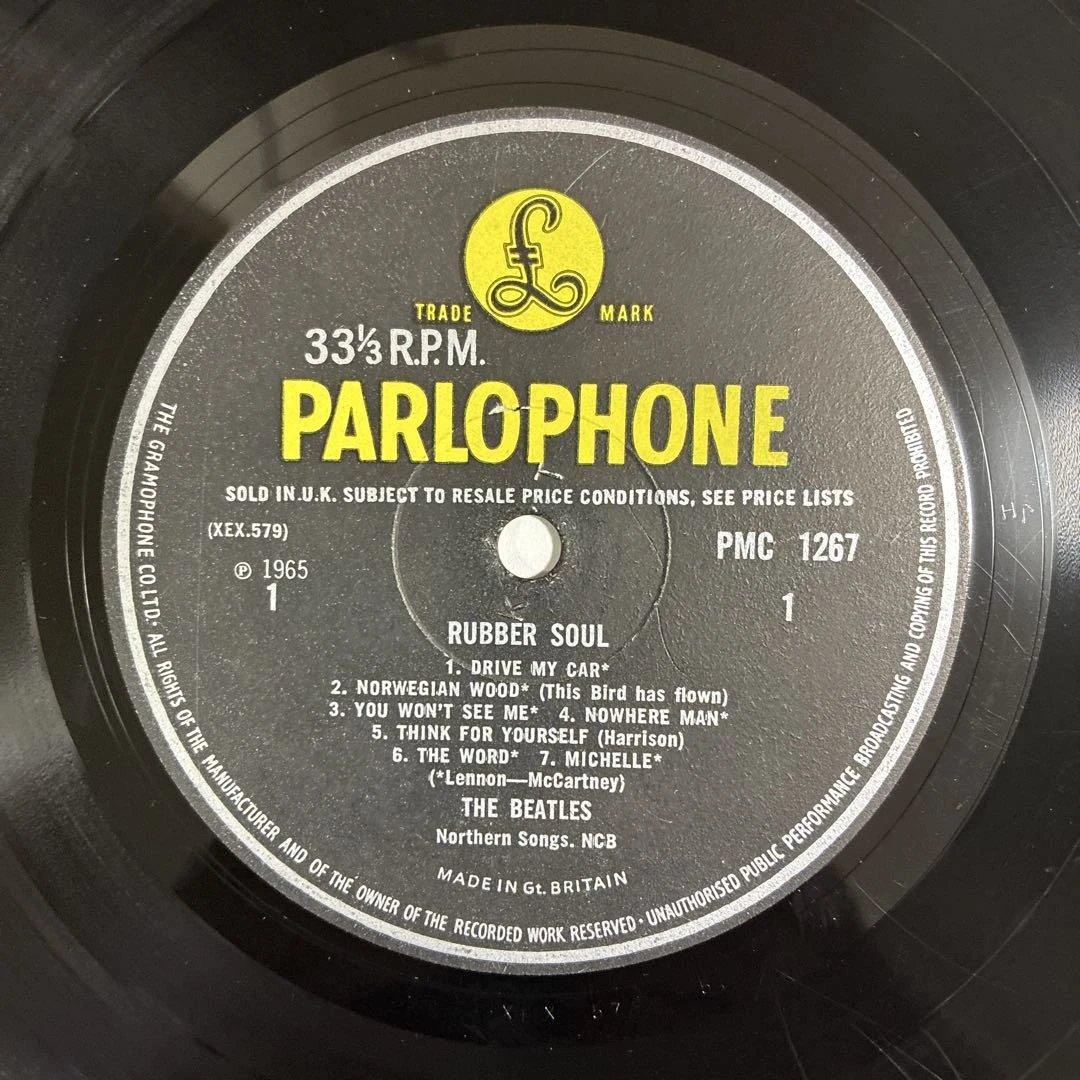 £
TRADE MARK
33⅓ R.P.M.
PARLOPHONE
SOLD IN U.K. SUBJECT TO RESALE PRICE CONDITIONS, SEE PRICE LISTS
(XEX.579)
PMC 1267
℗ 1965
1
1
RUBBER SOUL
1. DRIVE MY CAR*
2. NORWEGIAN WOOD* (This Bird has flown)
3. YOU WON'T SEE ME* 4. NOWHERE MAN*
5. THINK FOR YOURSELF (Harrison)
6. THE WORD* 7. MICHELLE*
(*Lennon—McCartney)
THE BEATLES
Northern Songs. NCB
MADE IN Gt. BRITAIN
THE GRAMOPHONE CO. LTD. ALL RIGHTS OF THE MANUFACTURER AND OF THE OWNER OF THE RECORDED WORK RESERVED · UNAUTHORISED PUBLIC PERFORMANCE BROADCASTING AND COPYING OF THIS RECORD PROHIBITED